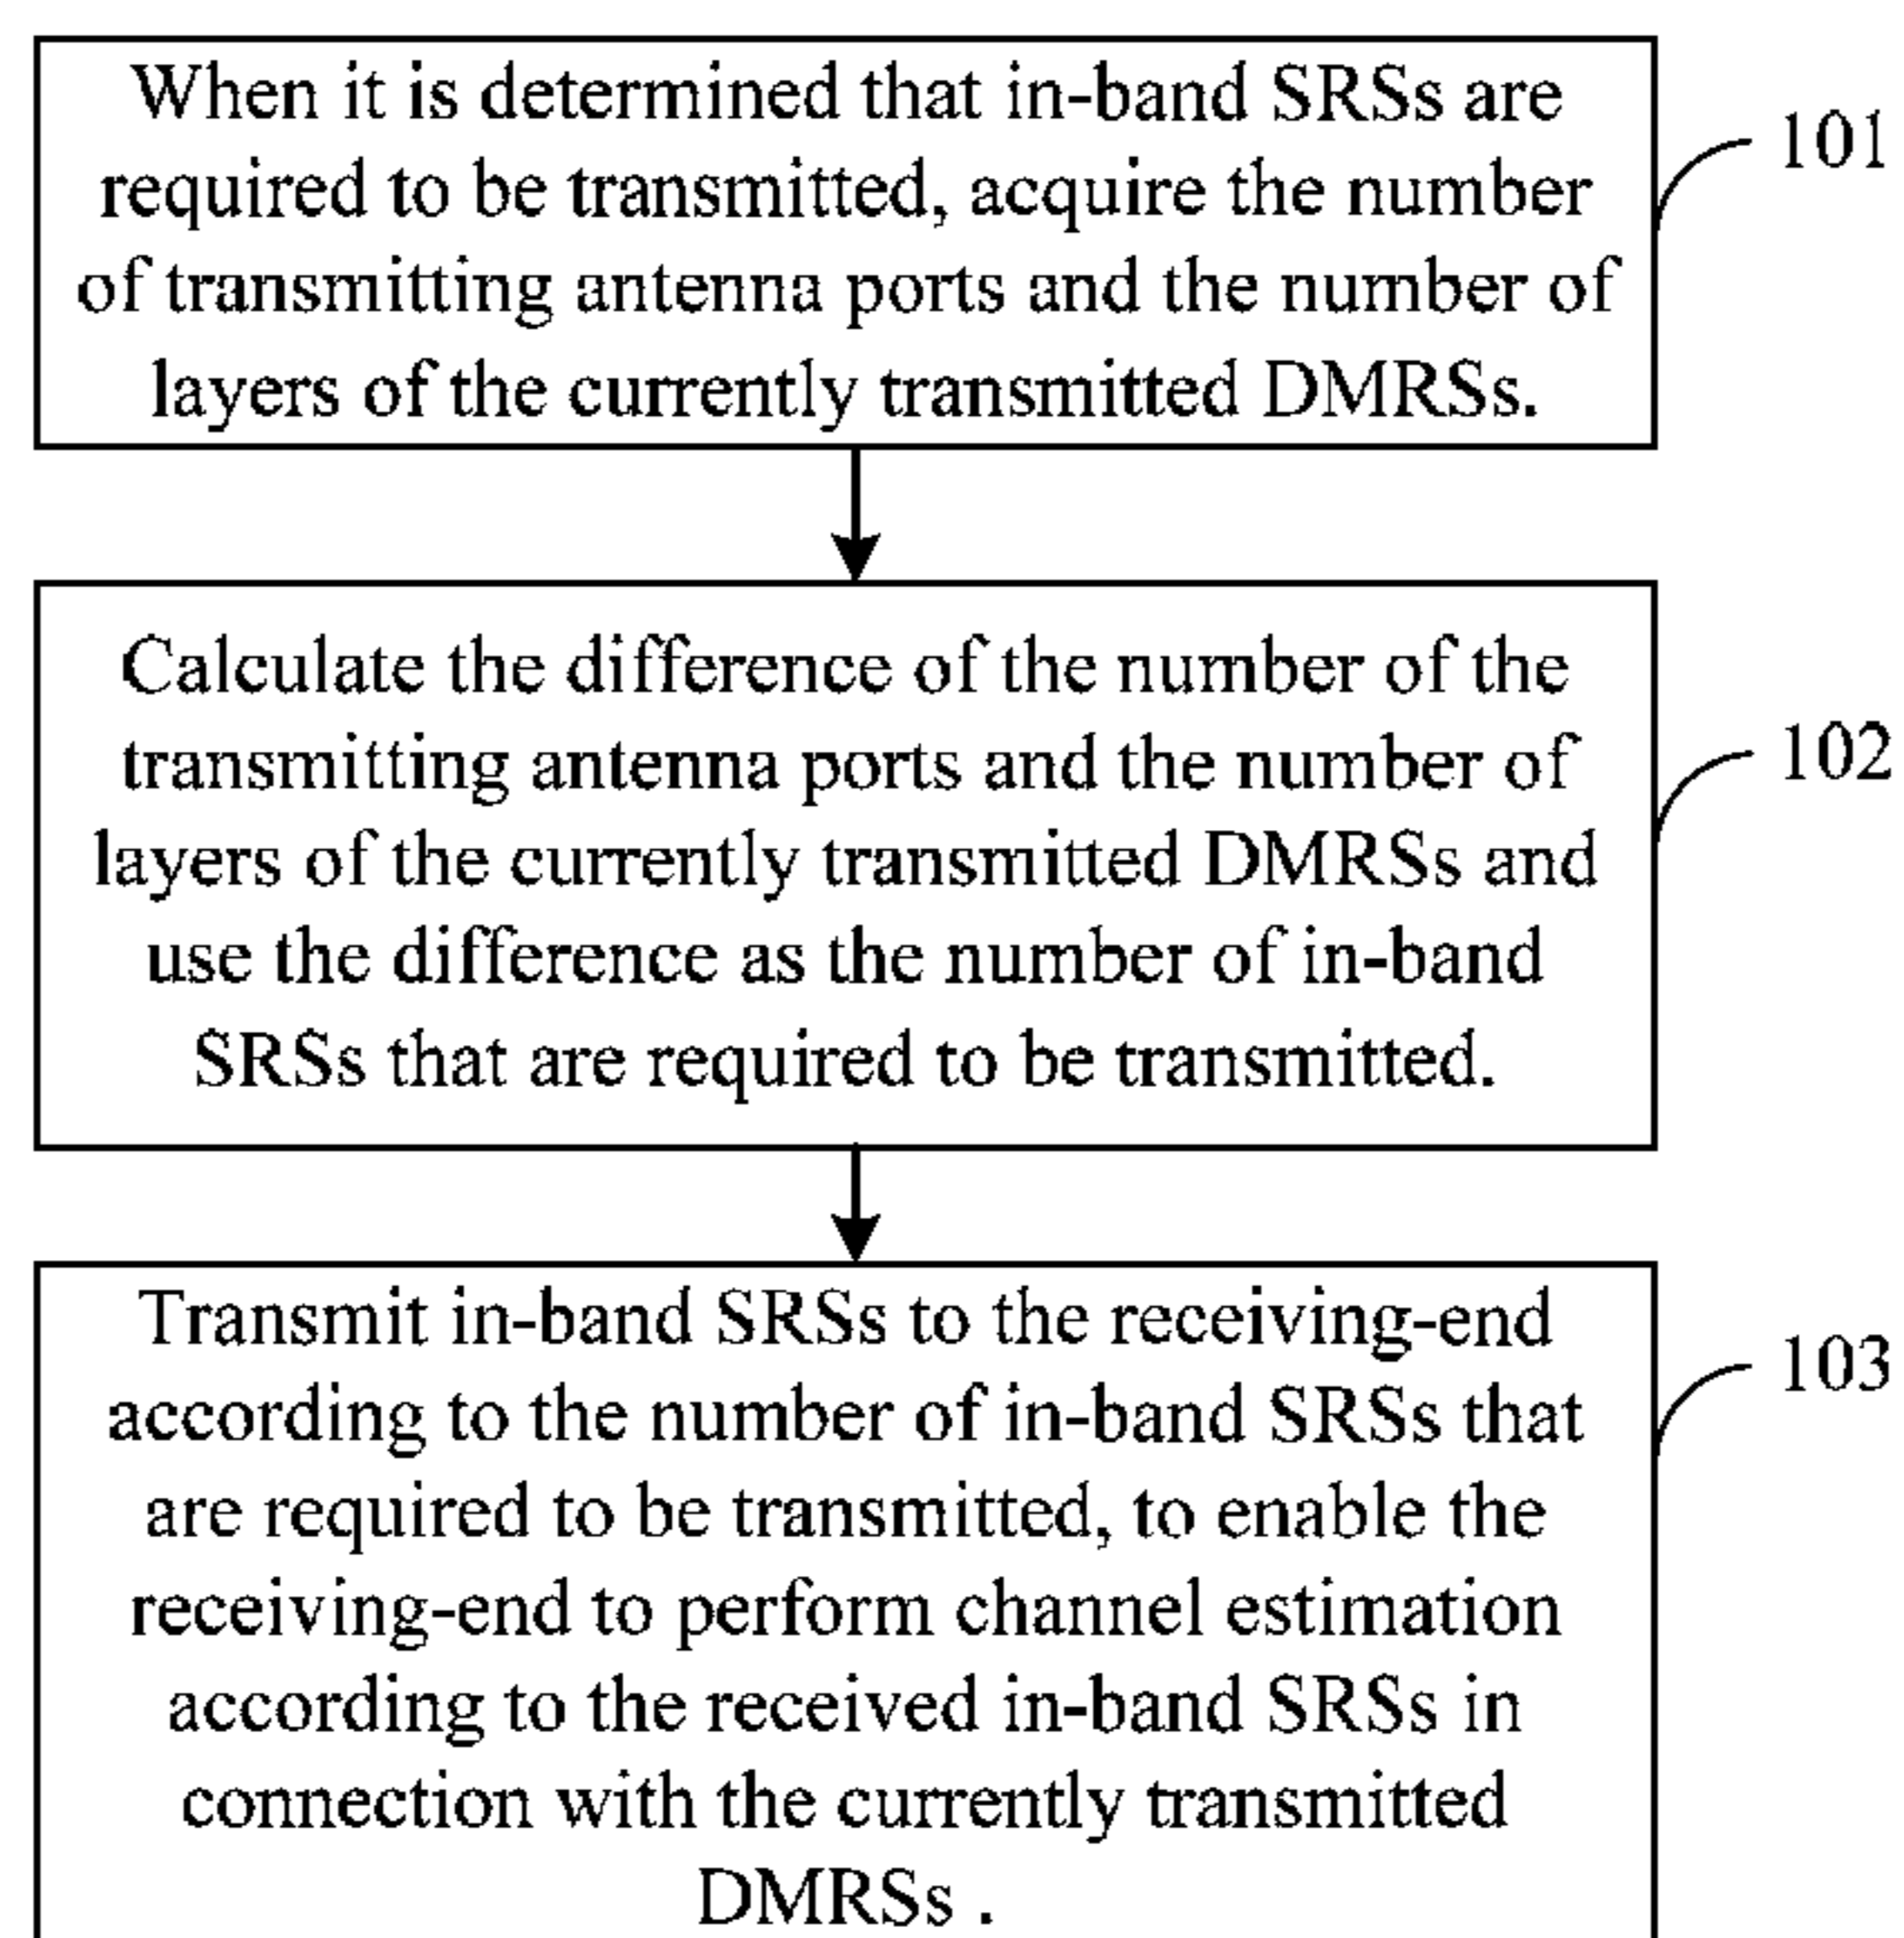 When it is determined that in-band SRSs are
required to be transmitted, acquire the number
of transmitting antenna ports and the number of
layers of the currently transmitted DMRSs.
101
Calculate the difference of the number of the
transmitting antenna ports and the number of
layers of the currently transmitted DMRSs and
use the difference as the number of in-band
SRSs that are required to be transmitted.
102
Transmit in-band SRSs to the receiving-end
according to the number of in-band SRSs that
are required to be transmitted, to enable the
receiving-end to perform channel estimation
according to the received in-band SRSs in
connection with the currently transmitted
DMRSs .
103